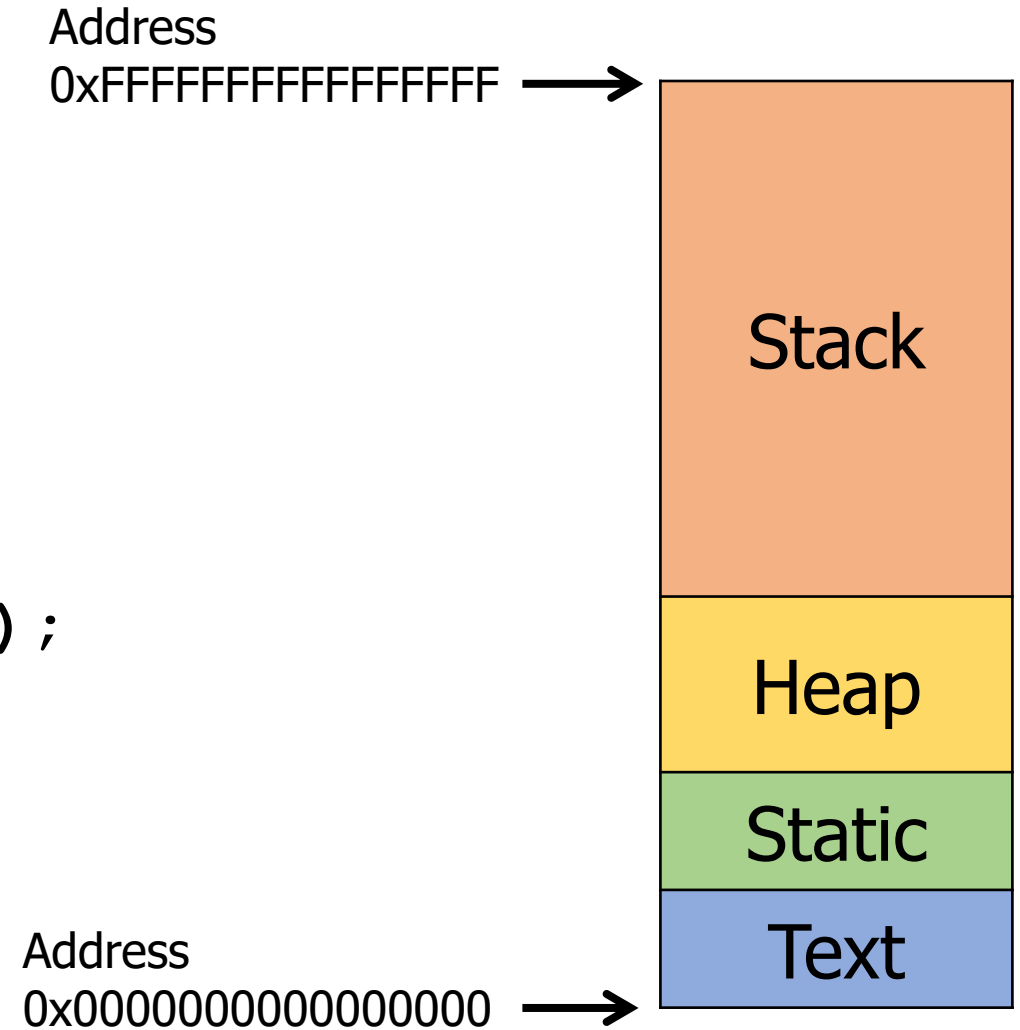 Address
0xFFFFFFFFFFFFFFFF
Stack
);
Heap
Static
Text
Address
0x0000000000000000